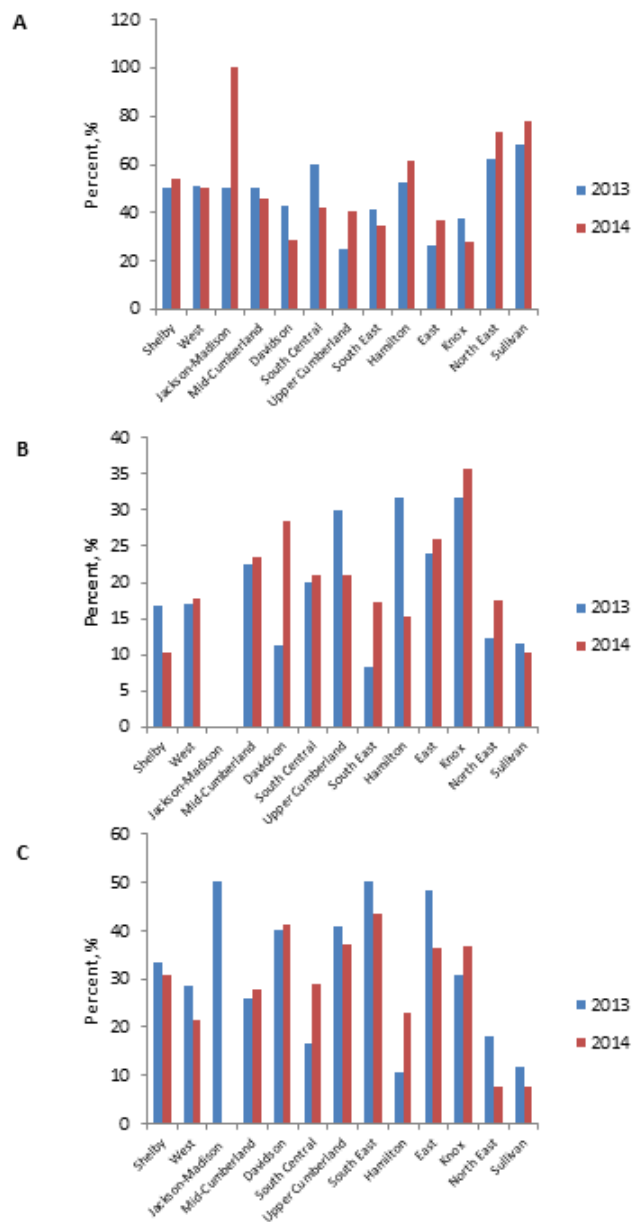 A
Percent, %
120
100
80
60
40
20
0
2013
2014
Shelby
West
Jackson-Madison
Mid-Cumberland
Davidson
South Central
Upper Cumberland
South East
Hamilton
East
Knox
North East
Sullivan
B
Percent, %
40
35
30
25
20
15
10
5
0
2013
2014
Shelby
West
Jackson-Madison
Mid-Cumberland
Davidson
South Central
Upper Cumberland
South East
Hamilton
East
Knox
North East
Sullivan
C
Percent, %
60
50
40
30
20
10
0
2013
2014
Shelby
West
Jackson-Madison
Mid-Cumberland
Davidson
South Central
Upper Cumberland
South East
Hamilton
East
Knox
North East
Sullivan